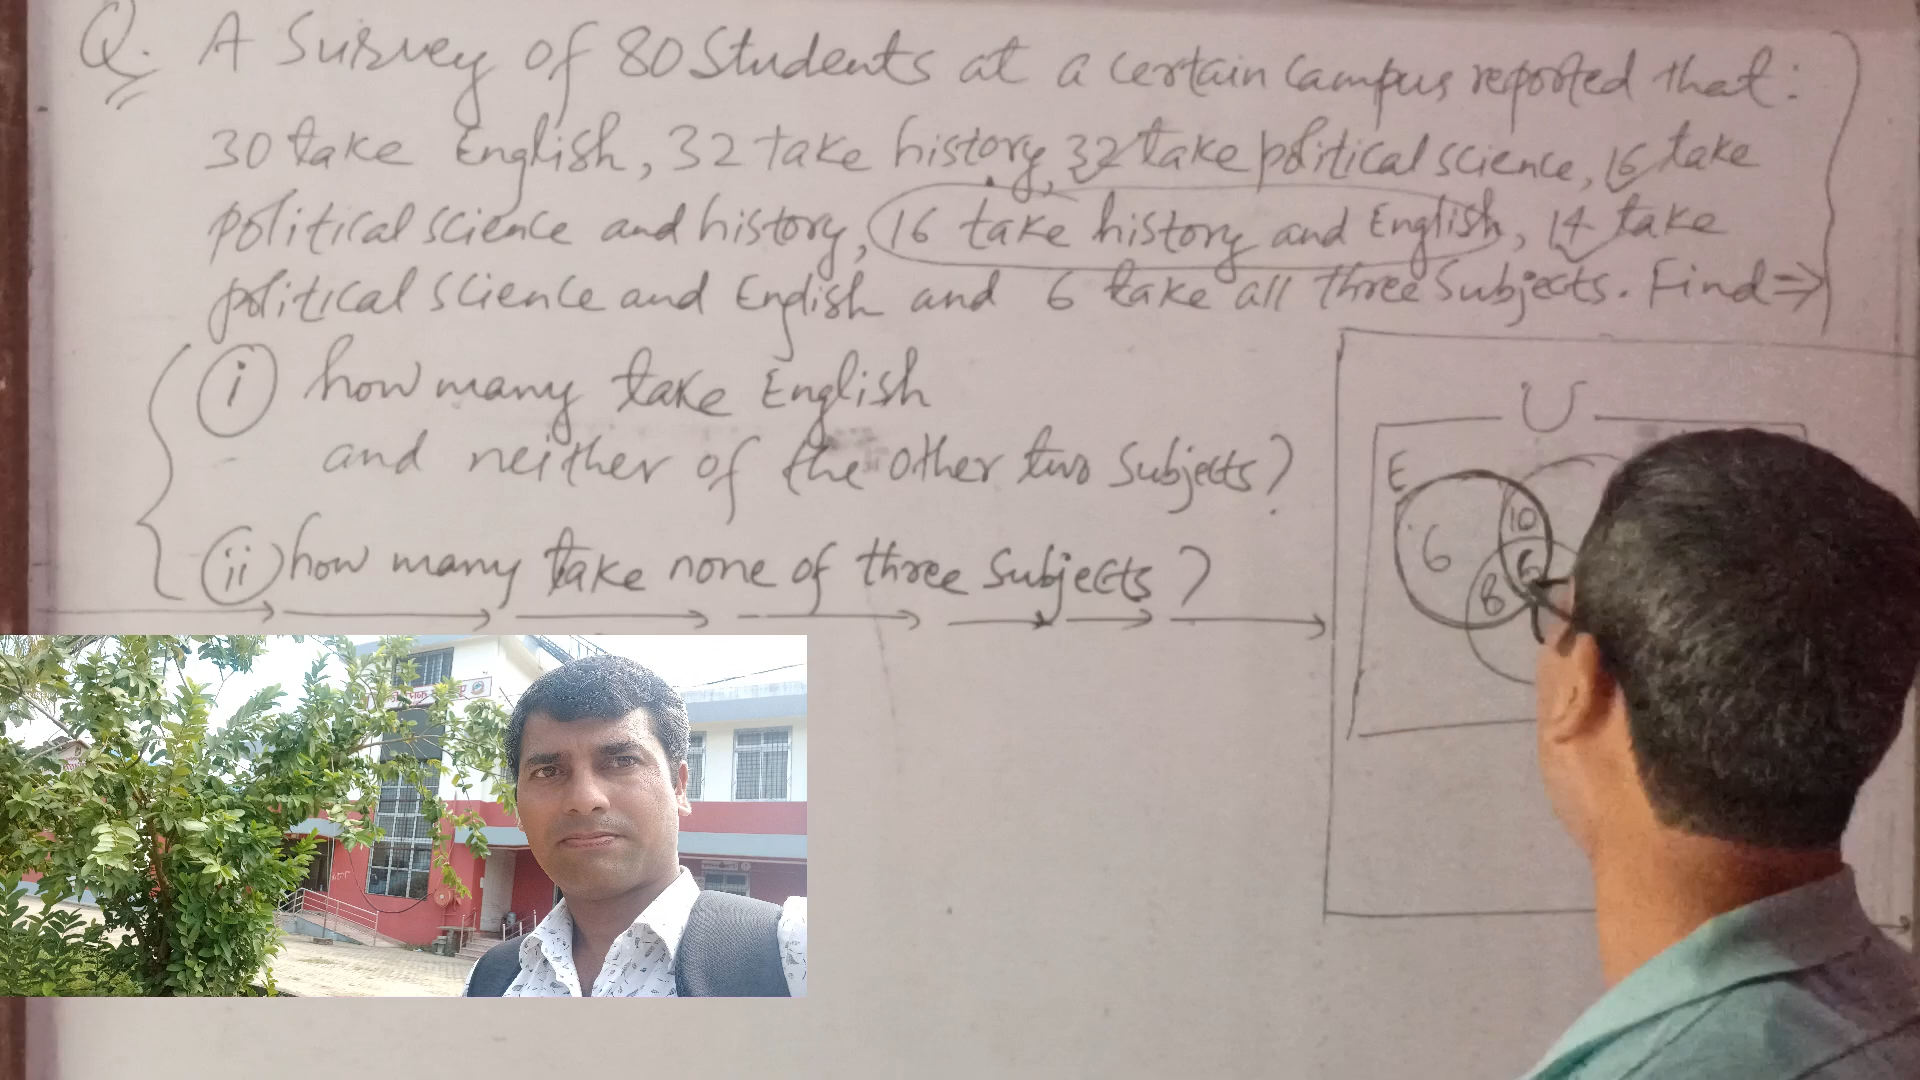 Q. A Survey of 80 Students at a certain campus reported that:
30 take English, 32 take history, 32 take political science, 16 take
political science and history, 16 take history and English, 14 take
political science and English and 6 take all three Subjects. Find ⇒
(i) how many take English
and neither of the other two Subjects?
(ii) how many take none of three Subjects?
U
E
10
6
6
8